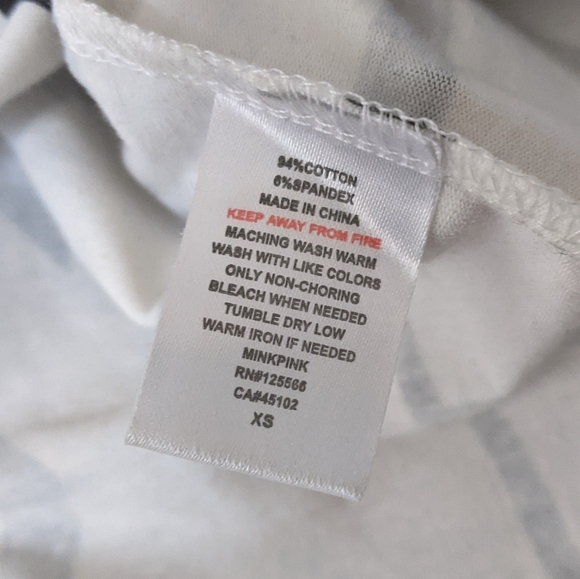 94%COTTON
6%SPANDEX
MADE IN CHINA
KEEP AWAY FROM FIRE
MACHING WASH WARM
WASH WITH LIKE COLORS
ONLY NON-CHORING
BLEACH WHEN NEEDED
TUMBLE DRY LOW
WARM IRON IF NEEDED
MINKPINK
RN#125566
CA#45102
XS